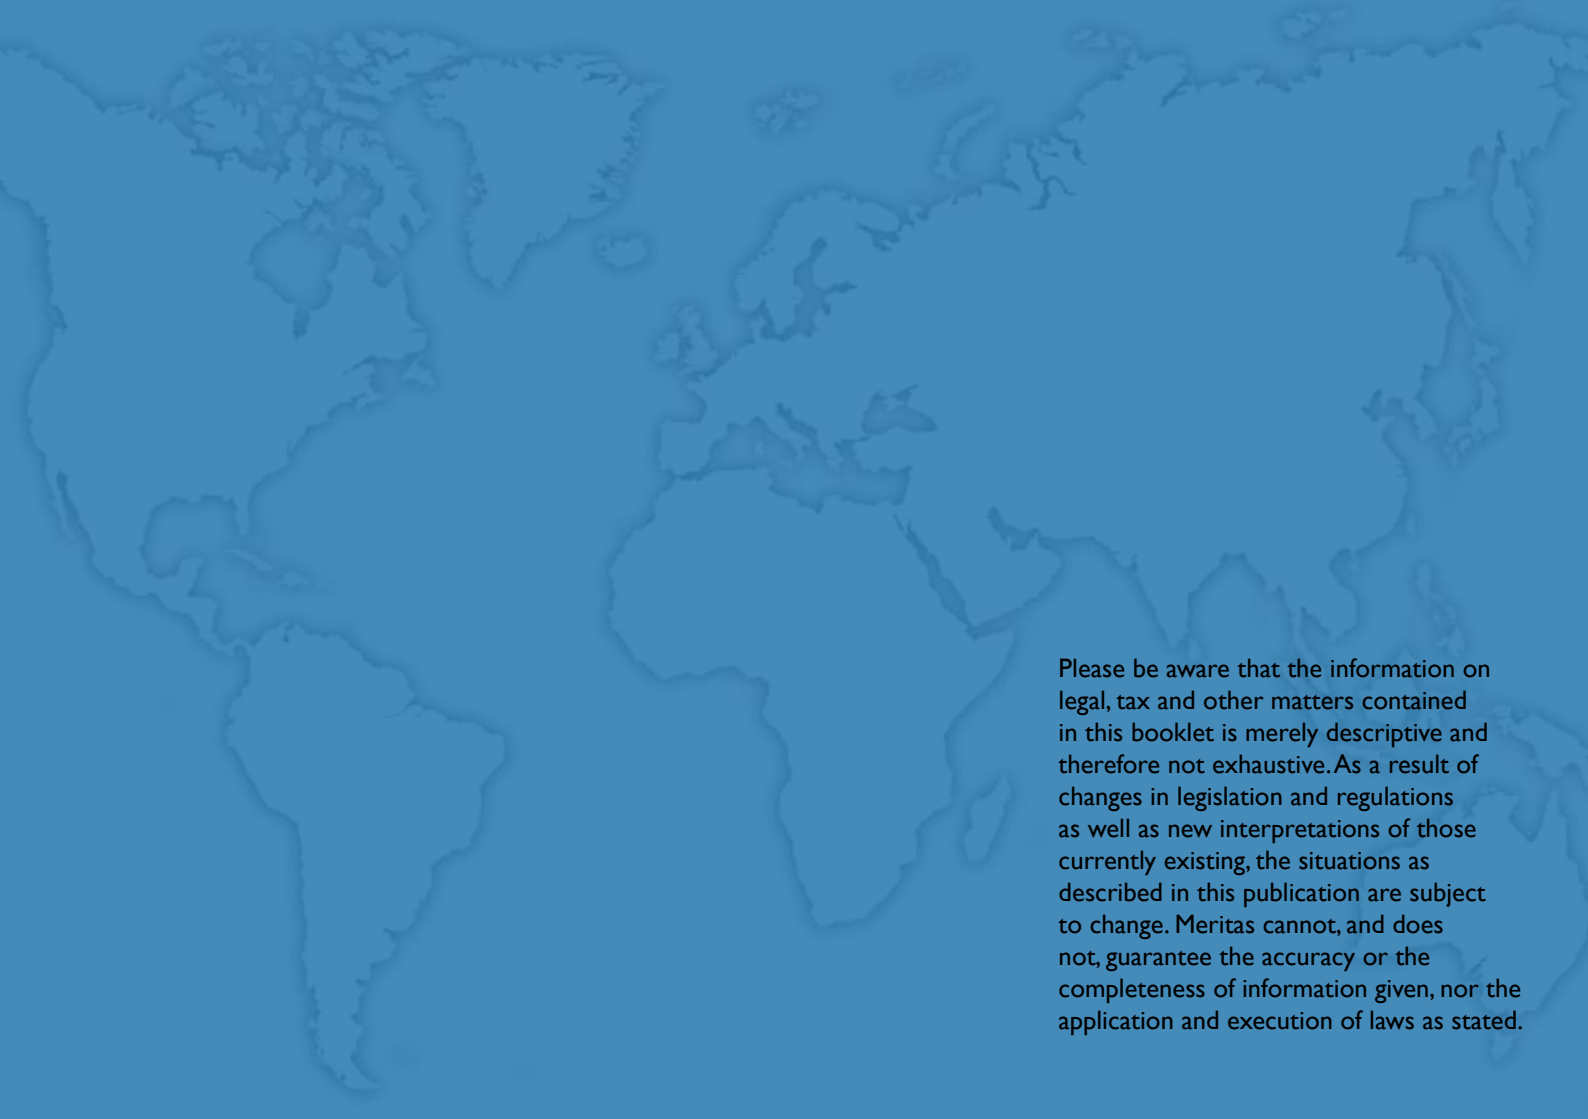 Please be aware that the information on
legal, tax and other matters contained
in this booklet is merely descriptive and
therefore not exhaustive. As a result of
changes in legislation and regulations
as well as new interpretations of those
currently existing, the situations as
described in this publication are subject
to change. Meritas cannot, and does
not, guarantee the accuracy or the
completeness of information given, nor the
application and execution of laws as stated.